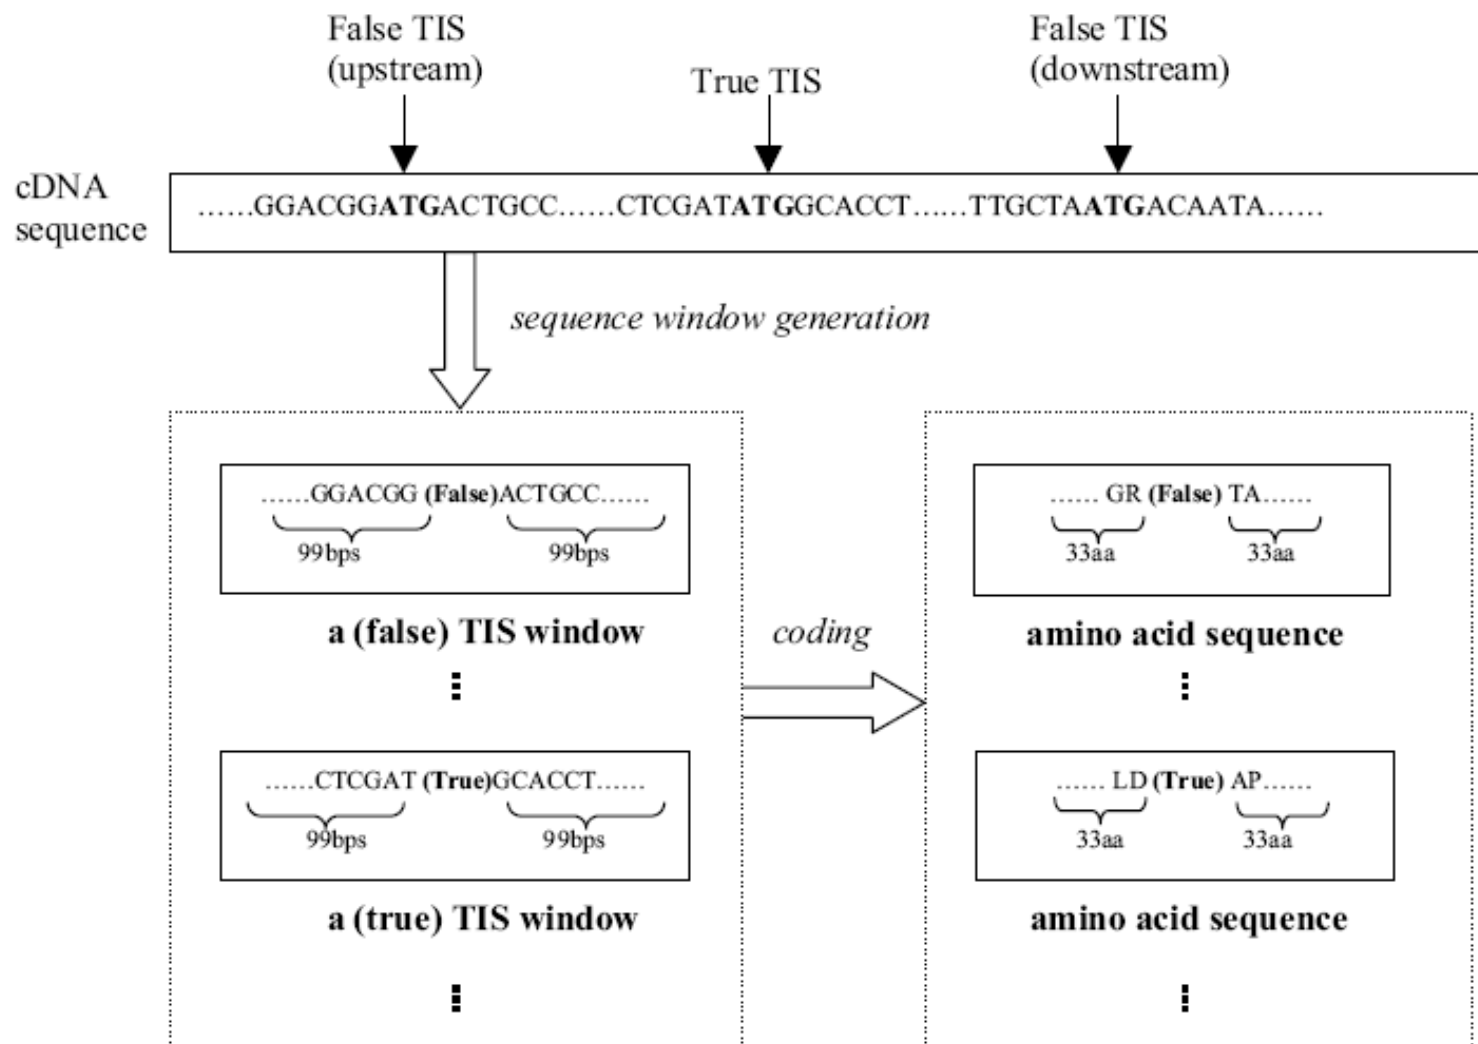 False TIS
(upstream)
True TIS
False TIS
(downstream)
cDNA
sequence
......GGACGGATGACTGCC......CTCGATATGGCACCT......TTGCTAATGACAATA......
sequence window generation
......GGACGG (False)ACTGCC......
99bps 99bps
a (false) TIS window
...... GR (False) TA......
33aa 33aa
amino acid sequence
coding
......CTCGAT (True)GCACCT......
99bps 99bps
a (true) TIS window
...... LD (True) AP......
33aa 33aa
amino acid sequence